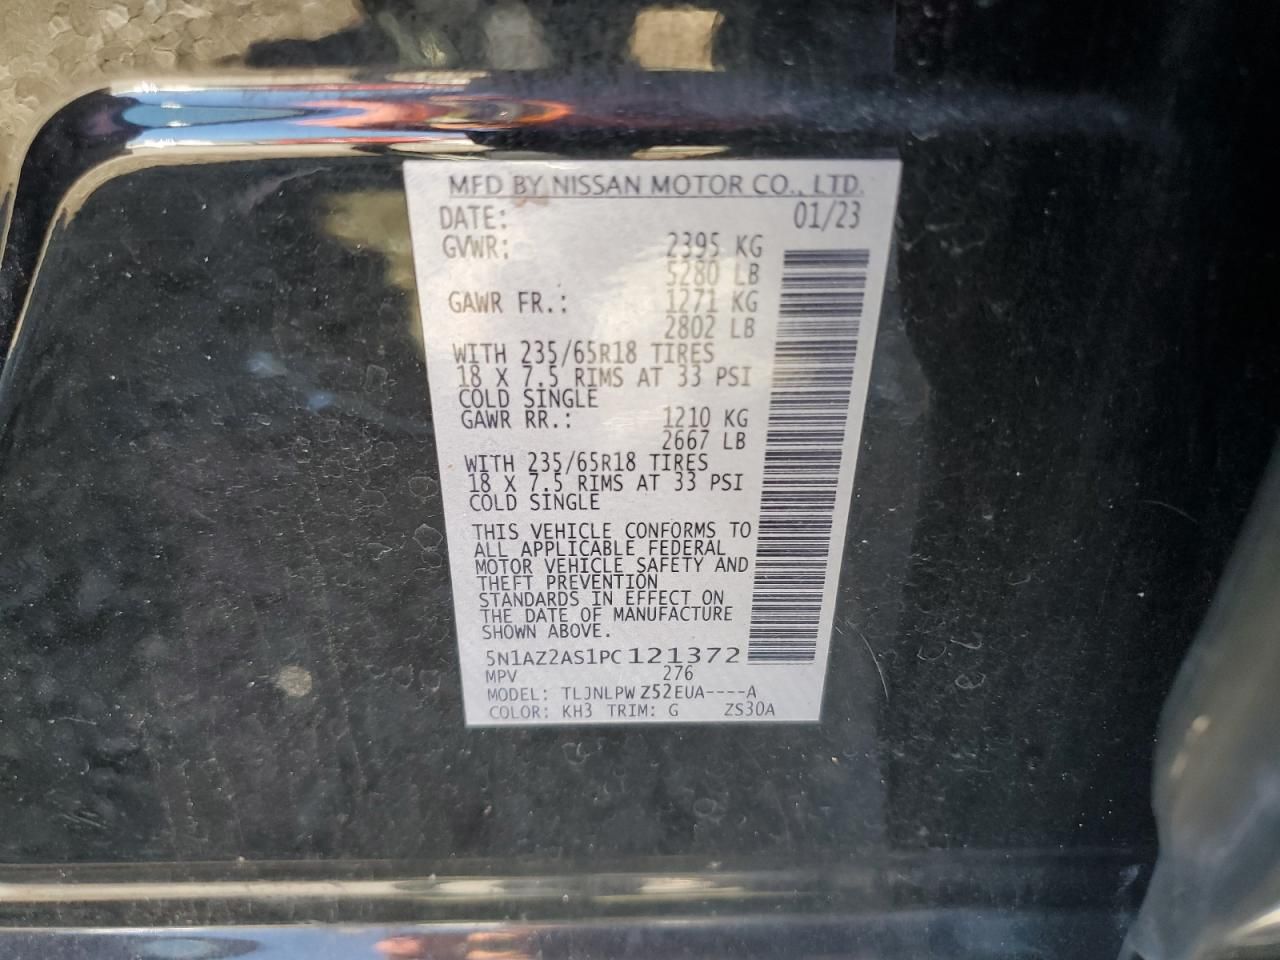 MFD BY NISSAN MOTOR CO., LTD.
DATE: 01/23
GVWR: 2395 KG
5280 LB
GAWR FR.: 1271 KG
2802 LB
WITH 235/65R18 TIRES
18 X 7.5 RIMS AT 33 PSI
COLD SINGLE
GAWR RR.: 1210 KG
2667 LB
WITH 235/65R18 TIRES
18 X 7.5 RIMS AT 33 PSI
COLD SINGLE
THIS VEHICLE CONFORMS TO
ALL APPLICABLE FEDERAL
MOTOR VEHICLE SAFETY AND
THEFT PREVENTION
STANDARDS IN EFFECT ON
THE DATE OF MANUFACTURE
SHOWN ABOVE.
5N1AZ2AS1PC121372
MPV 276
MODEL: TLJNLPW Z52EUA----A
COLOR: KH3 TRIM: G ZS30A